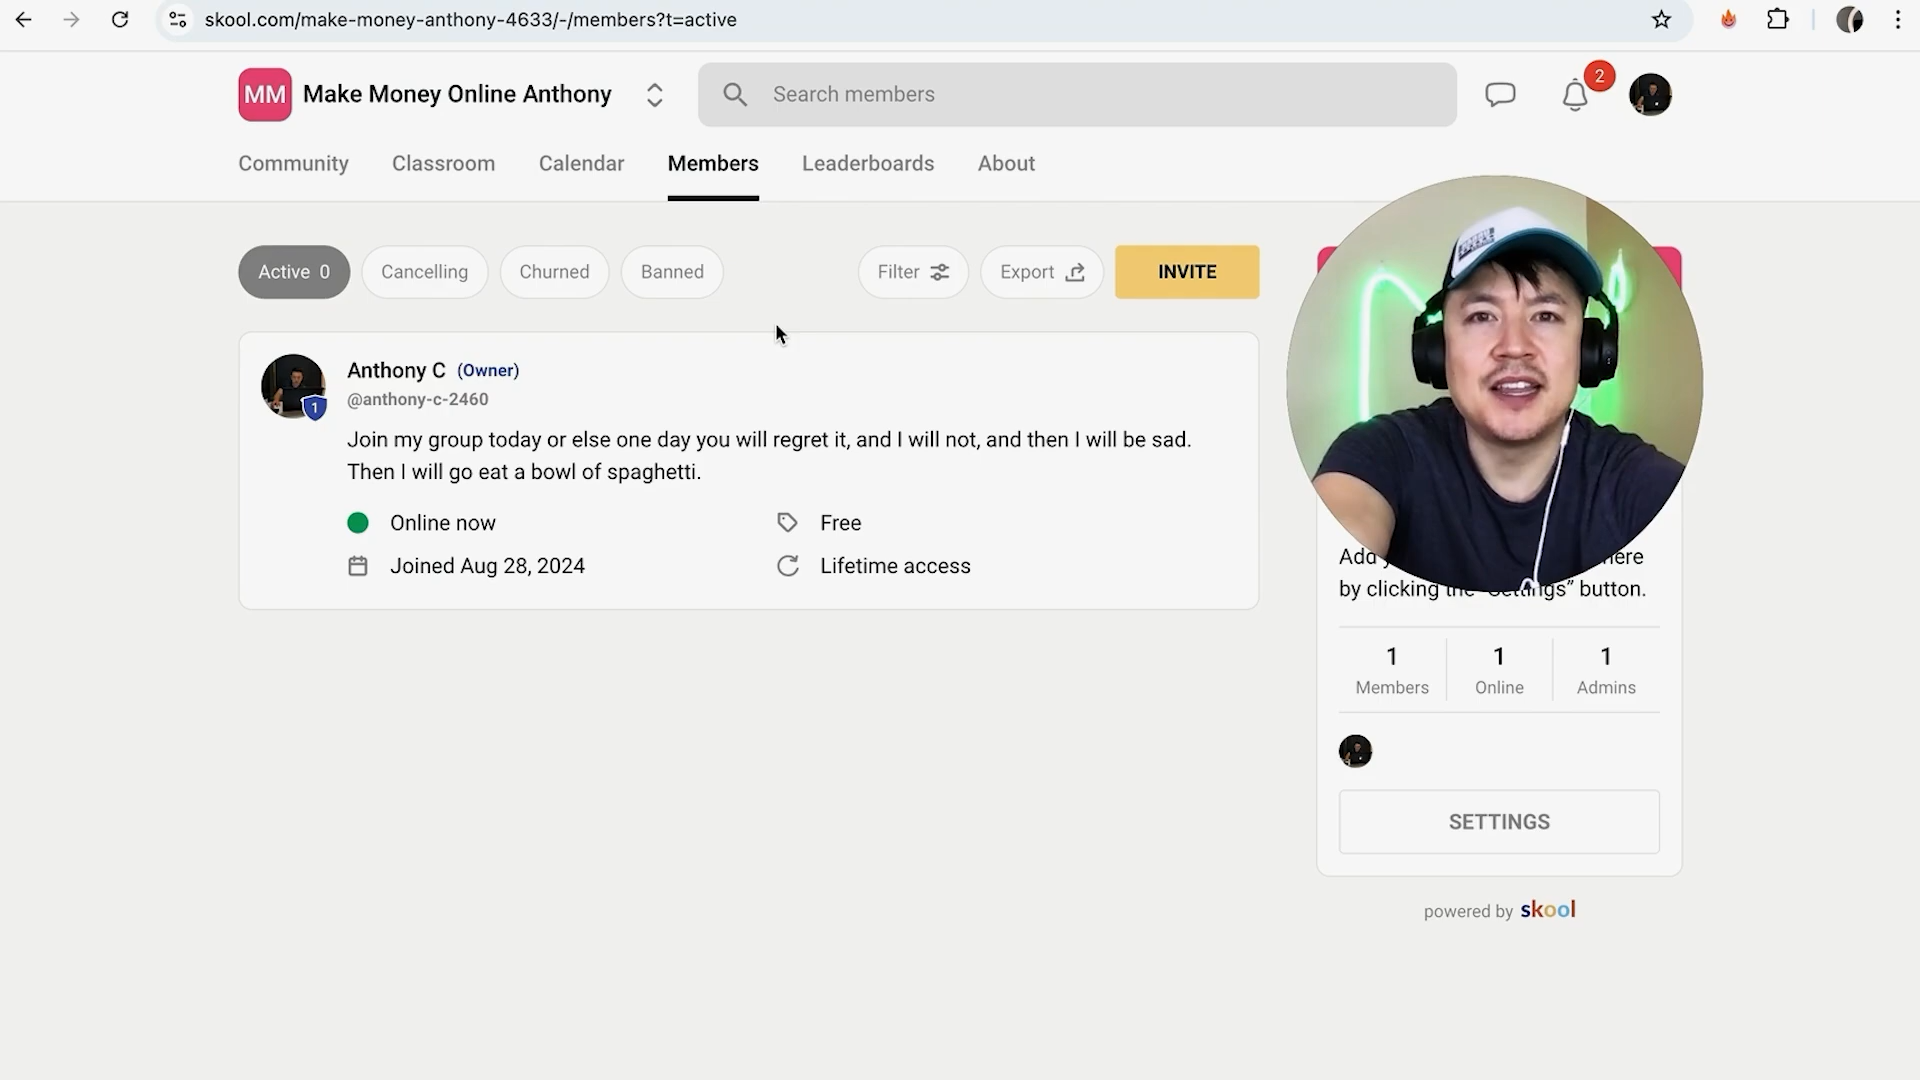 skool.com/make-money-anthony-4633/-/members?t=active
MM Make Money Online Anthony
Search members
2
Community Classroom Calendar Members Leaderboards About
Active 0 Cancelling Churned Banned Filter Export INVITE
Anthony C (Owner)
1
@anthony-c-2460
Join my group today or else one day you will regret it, and I will not, and then I will be sad.
Then I will go eat a bowl of spaghetti.
Online now Free
Joined Aug 28, 2024 Lifetime access
Add
by clicking the "Settings" button.
1 1 1
Members Online Admins
SETTINGS
powered by skool